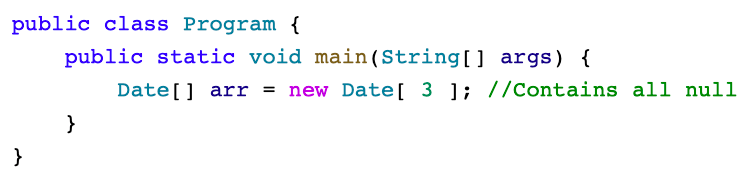 public class Program {
    public static void main(String[] args) {
        Date[] arr = new Date[ 3 ]; //Contains all null
    }
}